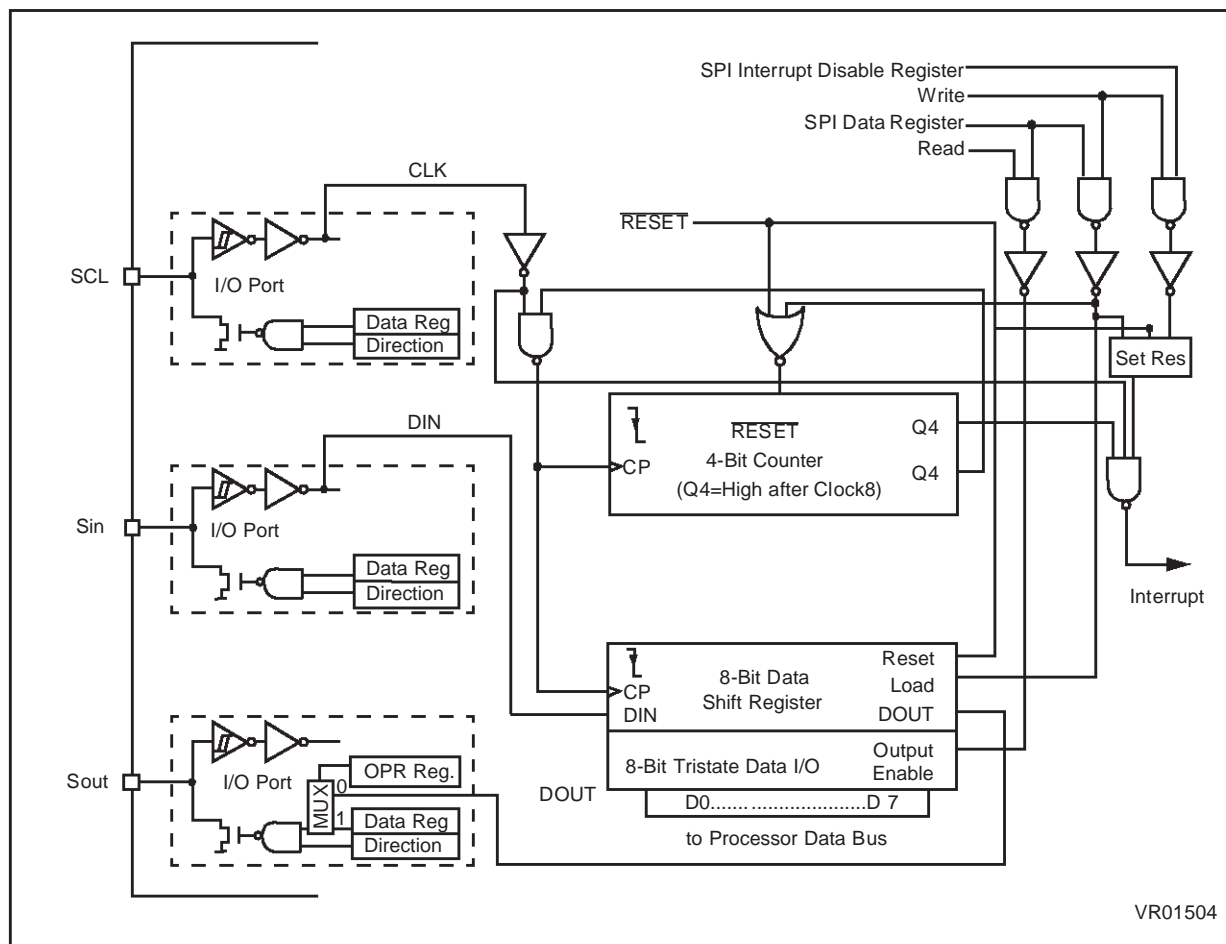 SPI Interrupt Disable Register
Write
SPI Data Register
Read
CLK
RESET
SCL
I/O Port
Data Reg
Direction
Set Res
DIN
RESET
Q4
4-Bit Counter
CP
Q4
(Q4=High after Clock8)
Sin
I/O Port
Data Reg
Direction
Interrupt
Reset
8-Bit Data
CP
Load
Shift Register
DIN
DOUT
Sout
I/O Port
OPR Reg.
MUX
0
1
Data Reg
Direction
Output
8-Bit Tristate Data I/O
Enable
DOUT
D0....... ......................D 7
to Processor Data Bus
VR01504